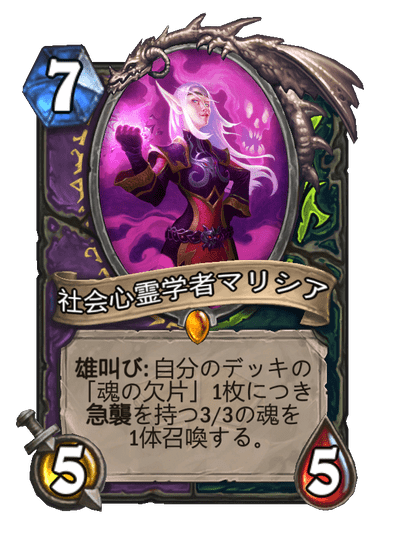 7
社会心霊学者マリシア
雄叫び: 自分のデッキの
「魂の欠片」1枚につき
急襲を持つ3/3の魂を
1体召喚する。
5
5